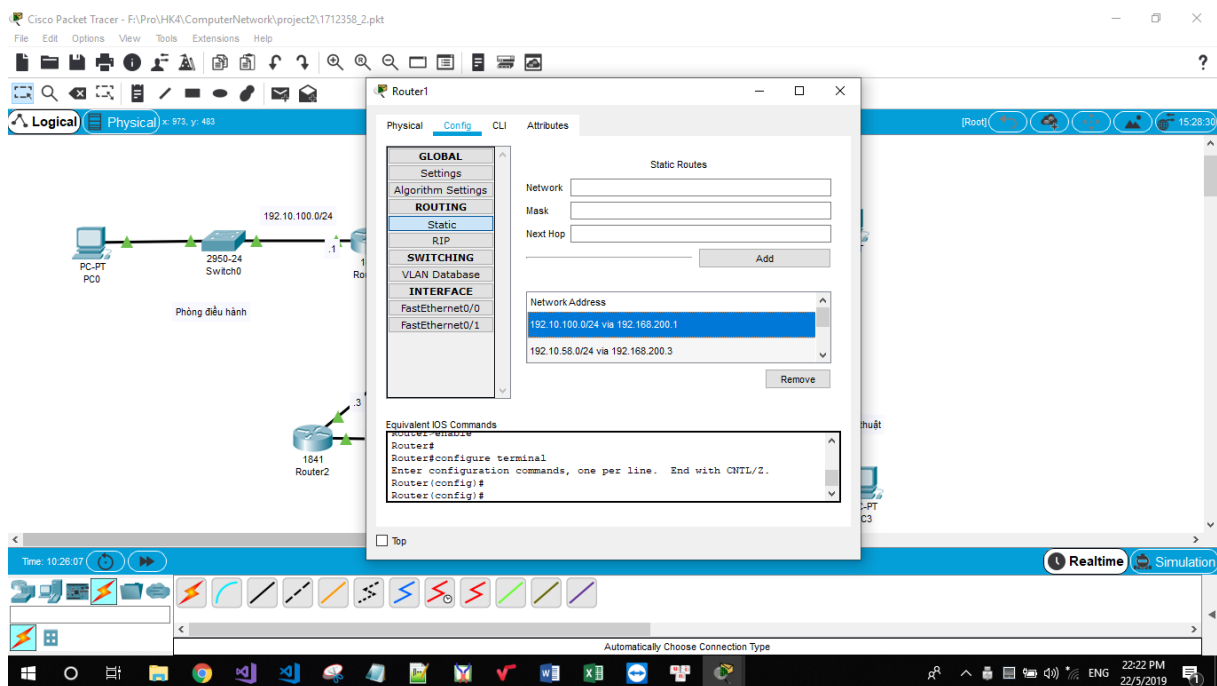 Cisco Packet Tracer - F:\Pro\HK4\ComputerNetwork\project2\1712358_2.pkt
File Edit Options View Tools Extensions Help
?
Logical Physical x: 973, y: 483
[Root] 15:28:30
Router1
Physical Config CLI Attributes
GLOBAL
Settings
Algorithm Settings
ROUTING
Static
RIP
SWITCHING
VLAN Database
INTERFACE
FastEthernet0/0
FastEthernet0/1
Static Routes
Network
Mask
Next Hop
Add
Network Address
192.10.100.0/24 via 192.168.200.1
192.10.58.0/24 via 192.168.200.3
Remove
Equivalent IOS Commands
Router>enable
Router#
Router#configure terminal
Enter configuration commands, one per line. End with CNTL/Z.
Router(config)#
Router(config)#
Top
192.10.100.0/24
.1
PC-PT
PC0
2950-24
Switch0
Phòng điều hành
.3
1841
Router2
Time: 10:26:07
Realtime
Simulation
Automatically Choose Connection Type
ENG
22:22 PM
22/5/2019